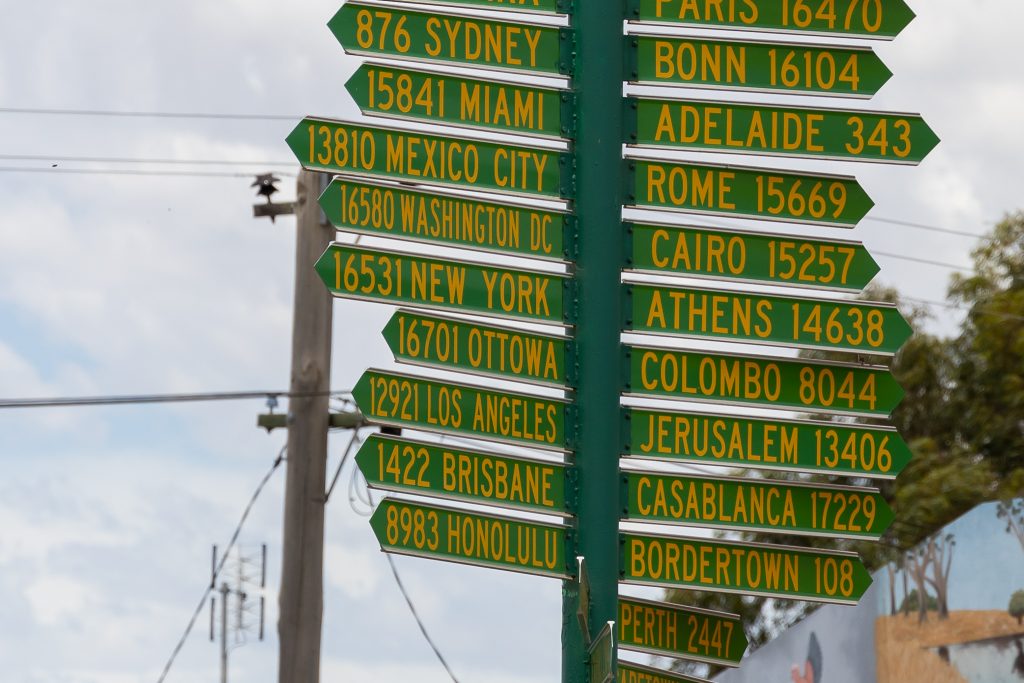 876 SYDNEY
15841 MIAMI
13810 MEXICO CITY
16580 WASHINGTON DC
16531 NEW YORK
16701 OTTOWA
12921 LOS ANGELES
1422 BRISBANE
8983 HONOLULU
PARIS 16470
BONN 16104
ADELAIDE 343
ROME 15669
CAIRO 15257
ATHENS 14638
COLOMBO 8044
JERUSALEM 13406
CASABLANCA 17229
BORDERTOWN 108
PERTH 2447